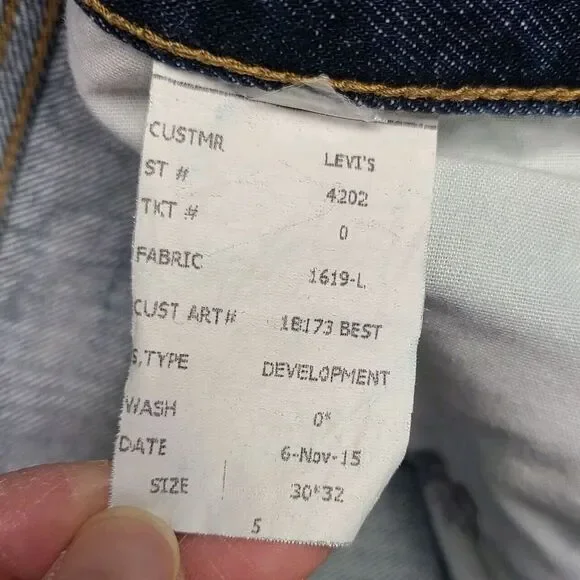 CUSTMR LEVI'S
ST # 4202
TKT # 0
FABRIC 1619-L
CUST ART# 18173 BEST
S.TYPE DEVELOPMENT
WASH 0*
DATE 6-Nov-15
SIZE 30*32
5